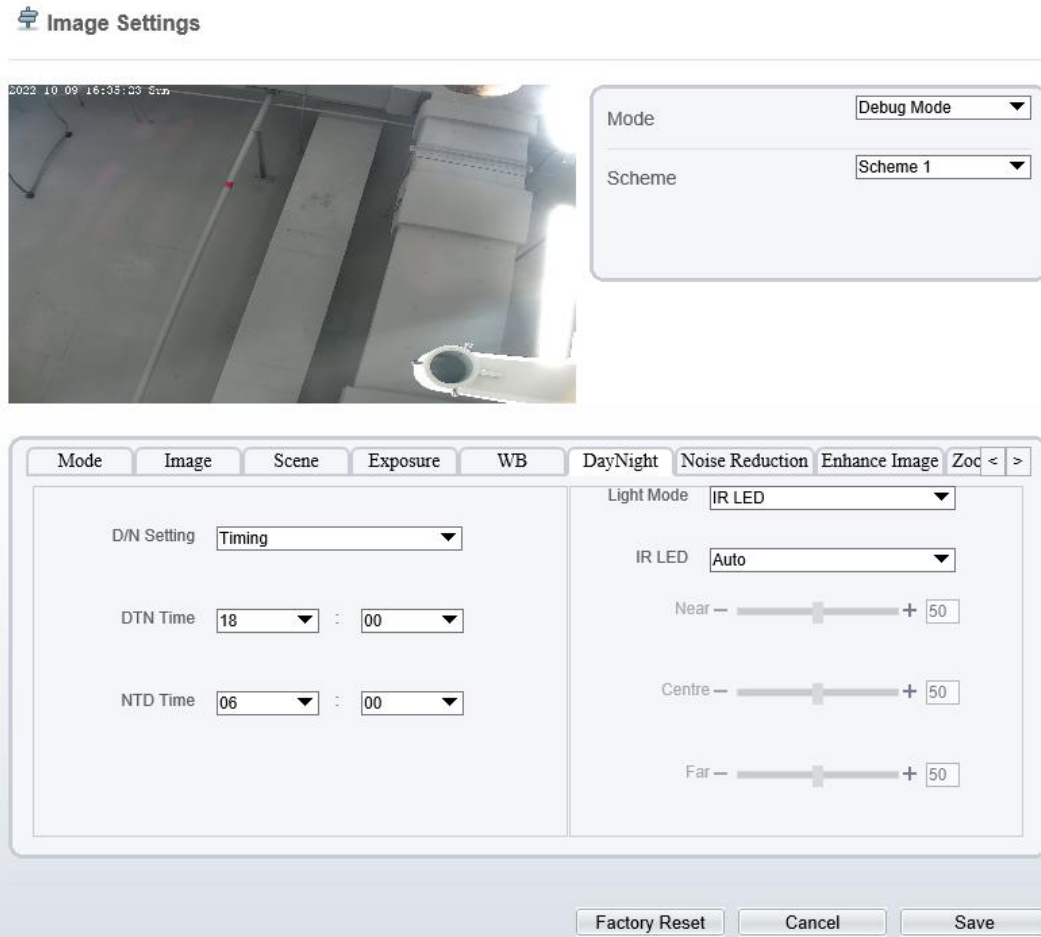 Image Settings
2022 10 09 16:35:23 Sun
Mode Debug Mode
Scheme Scheme 1
Mode Image Scene Exposure WB DayNight Noise Reduction Enhance Image Zoo < >
D/N Setting Timing
DTN Time 18 : 00
NTD Time 06 : 00
Light Mode IR LED
IR LED Auto
Near — + 50
Centre — + 50
Far — + 50
Factory Reset Cancel Save